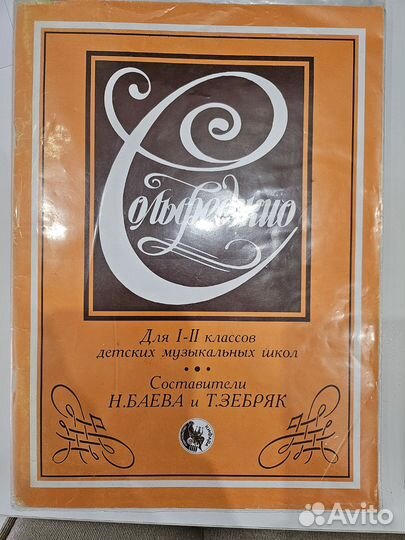 Сольфеджио
Для I-II классов
детских музыкальных школ
Составители
Н.БАЕВА и Т.ЗЕБРЯК
Avito